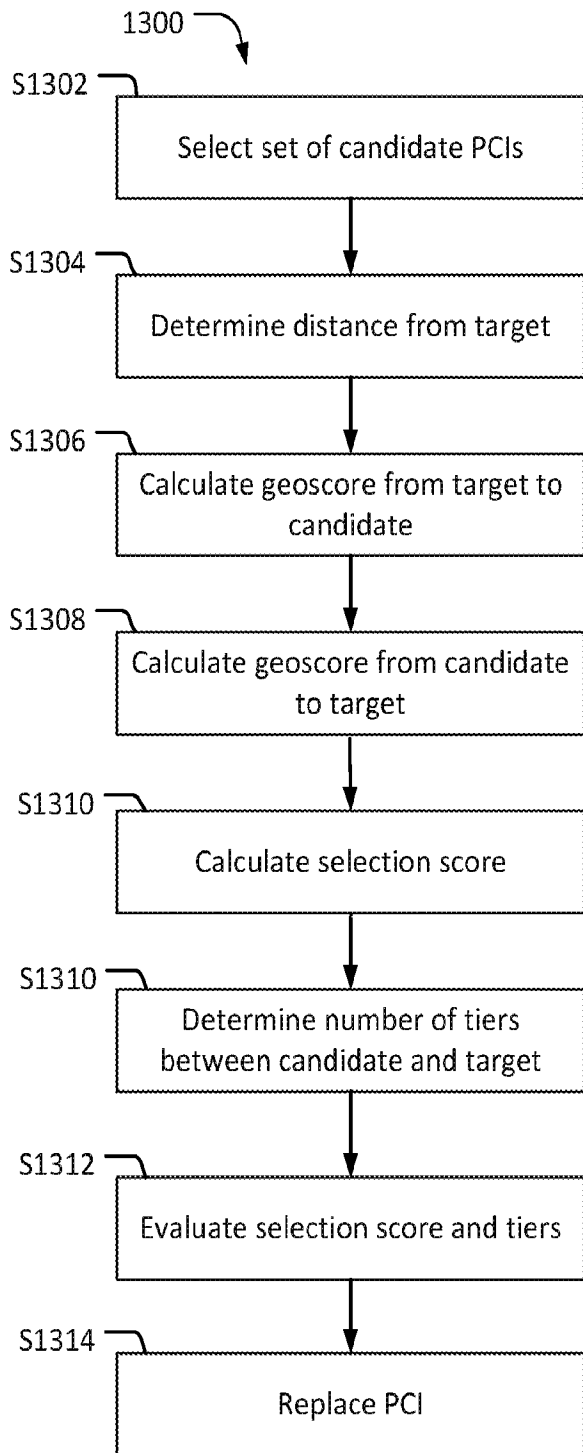 1300
S1302
Select set of candidate PCIs
S1304
Determine distance from target
S1306
Calculate geoscore from target to
candidate
S1308
Calculate geoscore from candidate
to target
S1310
Calculate selection score
S1310
Determine number of tiers
between candidate and target
S1312
Evaluate selection score and tiers
S1314
Replace PCI